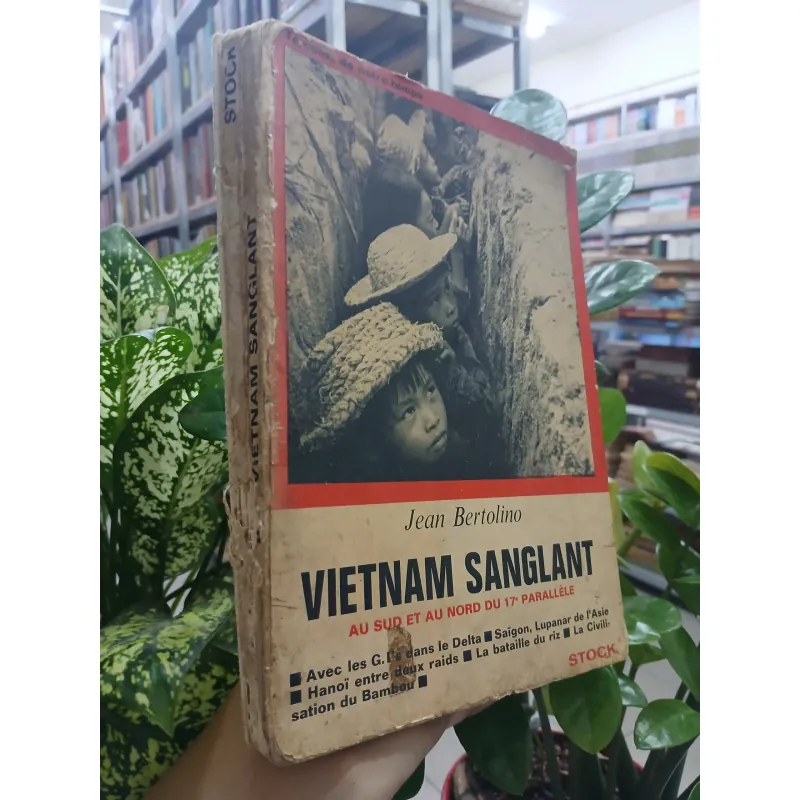 STOCK
VIETNAM SANGLANT
Jean Bertolino
VIETNAM SANGLANT
AU SUD ET AU NORD DU 17e PARALLÈLE
■ Avec les G.I.'s dans le Delta ■ Saïgon, Lupanar de l'Asie
■ Hanoï entre deux raids ■ La bataille du riz ■ La Civili-
sation du Bambou ■
STOCK